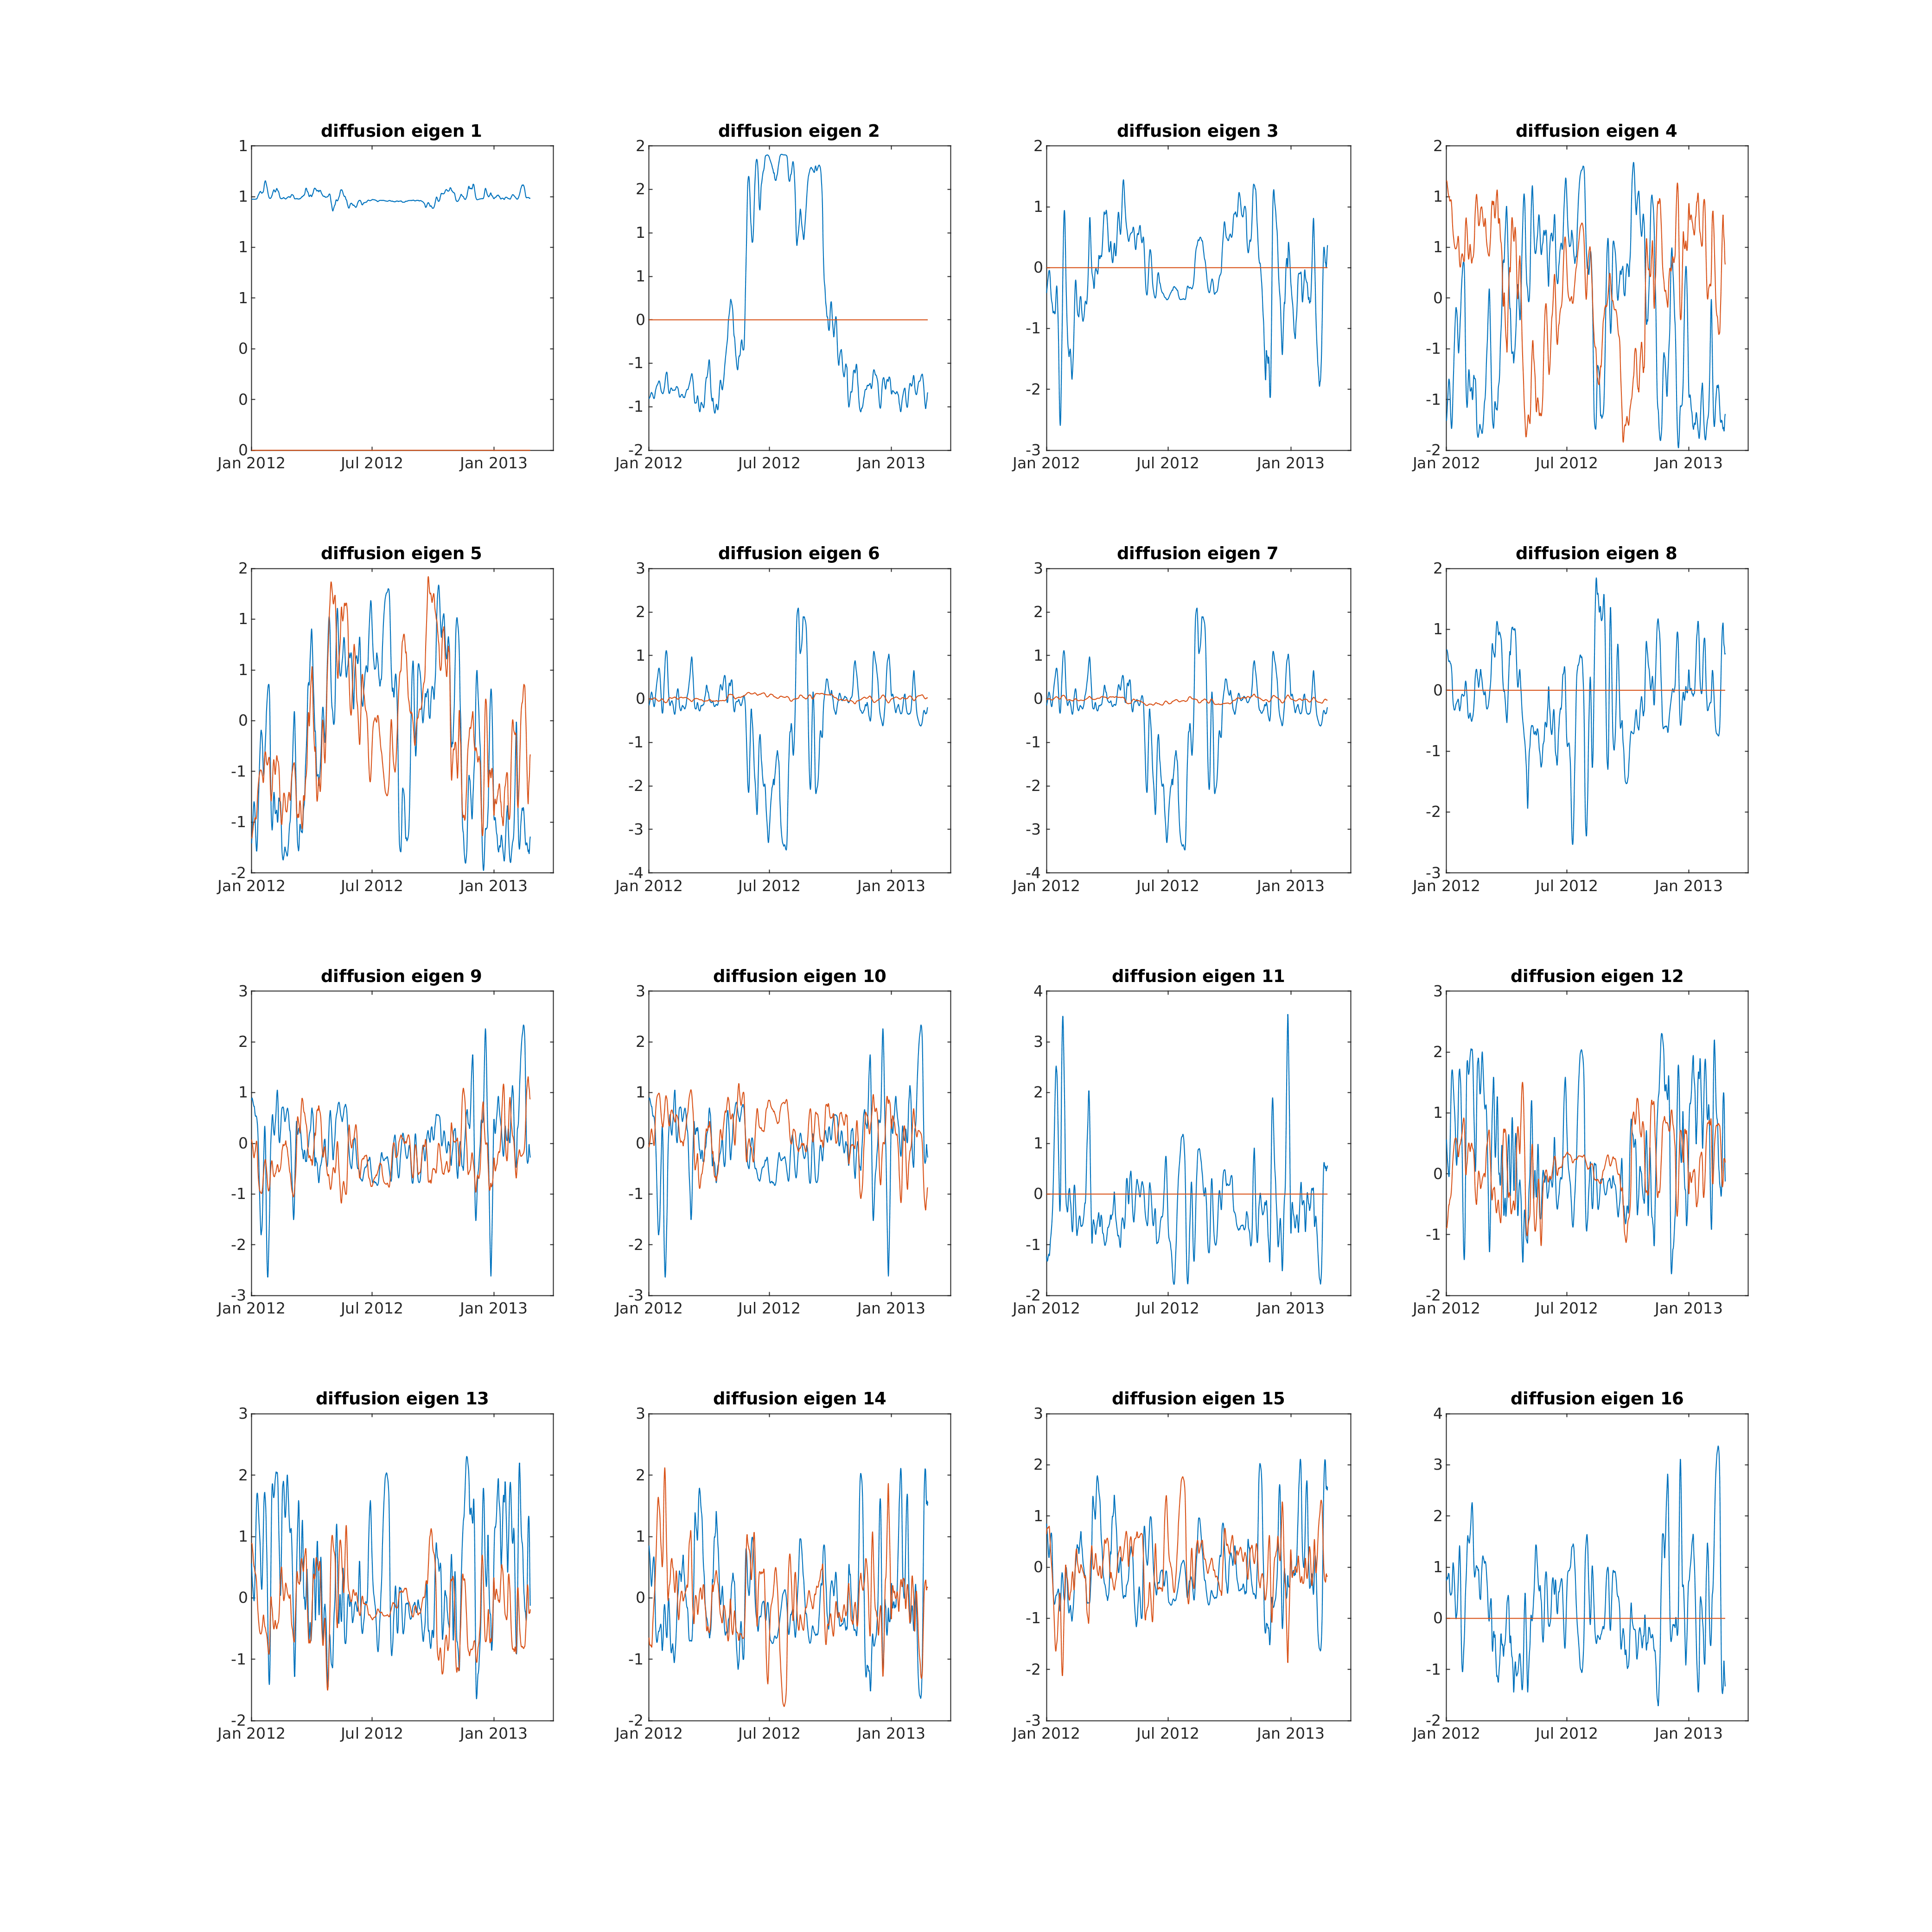 diffusion eigen 1 diffusion eigen 2 diffusion eigen 3 diffusion eigen 4
1 2 2 2
1 2 1 1
1 1 0 1
1 1 -1 0
0 0 -2 -1
0 -1 -3 -1
0 -1 -2
-2
Jan 2012 Jul 2012 Jan 2013 Jan 2012 Jul 2012 Jan 2013 Jan 2012 Jul 2012 Jan 2013 Jan 2012 Jul 2012 Jan 2013
diffusion eigen 5 diffusion eigen 6 diffusion eigen 7 diffusion eigen 8
2 3 3 2
1 2 2 1
1 1 1 0
0 0 0 -1
-1 -1 -1 -2
-1 -2 -2 -3
-2 -3 -3
-4 -4
Jan 2012 Jul 2012 Jan 2013 Jan 2012 Jul 2012 Jan 2013 Jan 2012 Jul 2012 Jan 2013 Jan 2012 Jul 2012 Jan 2013
diffusion eigen 9 diffusion eigen 10 diffusion eigen 11 diffusion eigen 12
3 3 4 3
2 2 3 2
1 1 2 1
0 0 1 0
-1 -1 0 -1
-2 -2 -1 -2
-3 -3 -2
Jan 2012 Jul 2012 Jan 2013 Jan 2012 Jul 2012 Jan 2013 Jan 2012 Jul 2012 Jan 2013 Jan 2012 Jul 2012 Jan 2013
diffusion eigen 13 diffusion eigen 14 diffusion eigen 15 diffusion eigen 16
3 3 3 4
2 2 2 3
1 1 1 2
0 0 0 1
-1 -1 -1 0
-2 -2 -2 -1
-3 -2
Jan 2012 Jul 2012 Jan 2013 Jan 2012 Jul 2012 Jan 2013 Jan 2012 Jul 2012 Jan 2013 Jan 2012 Jul 2012 Jan 2013